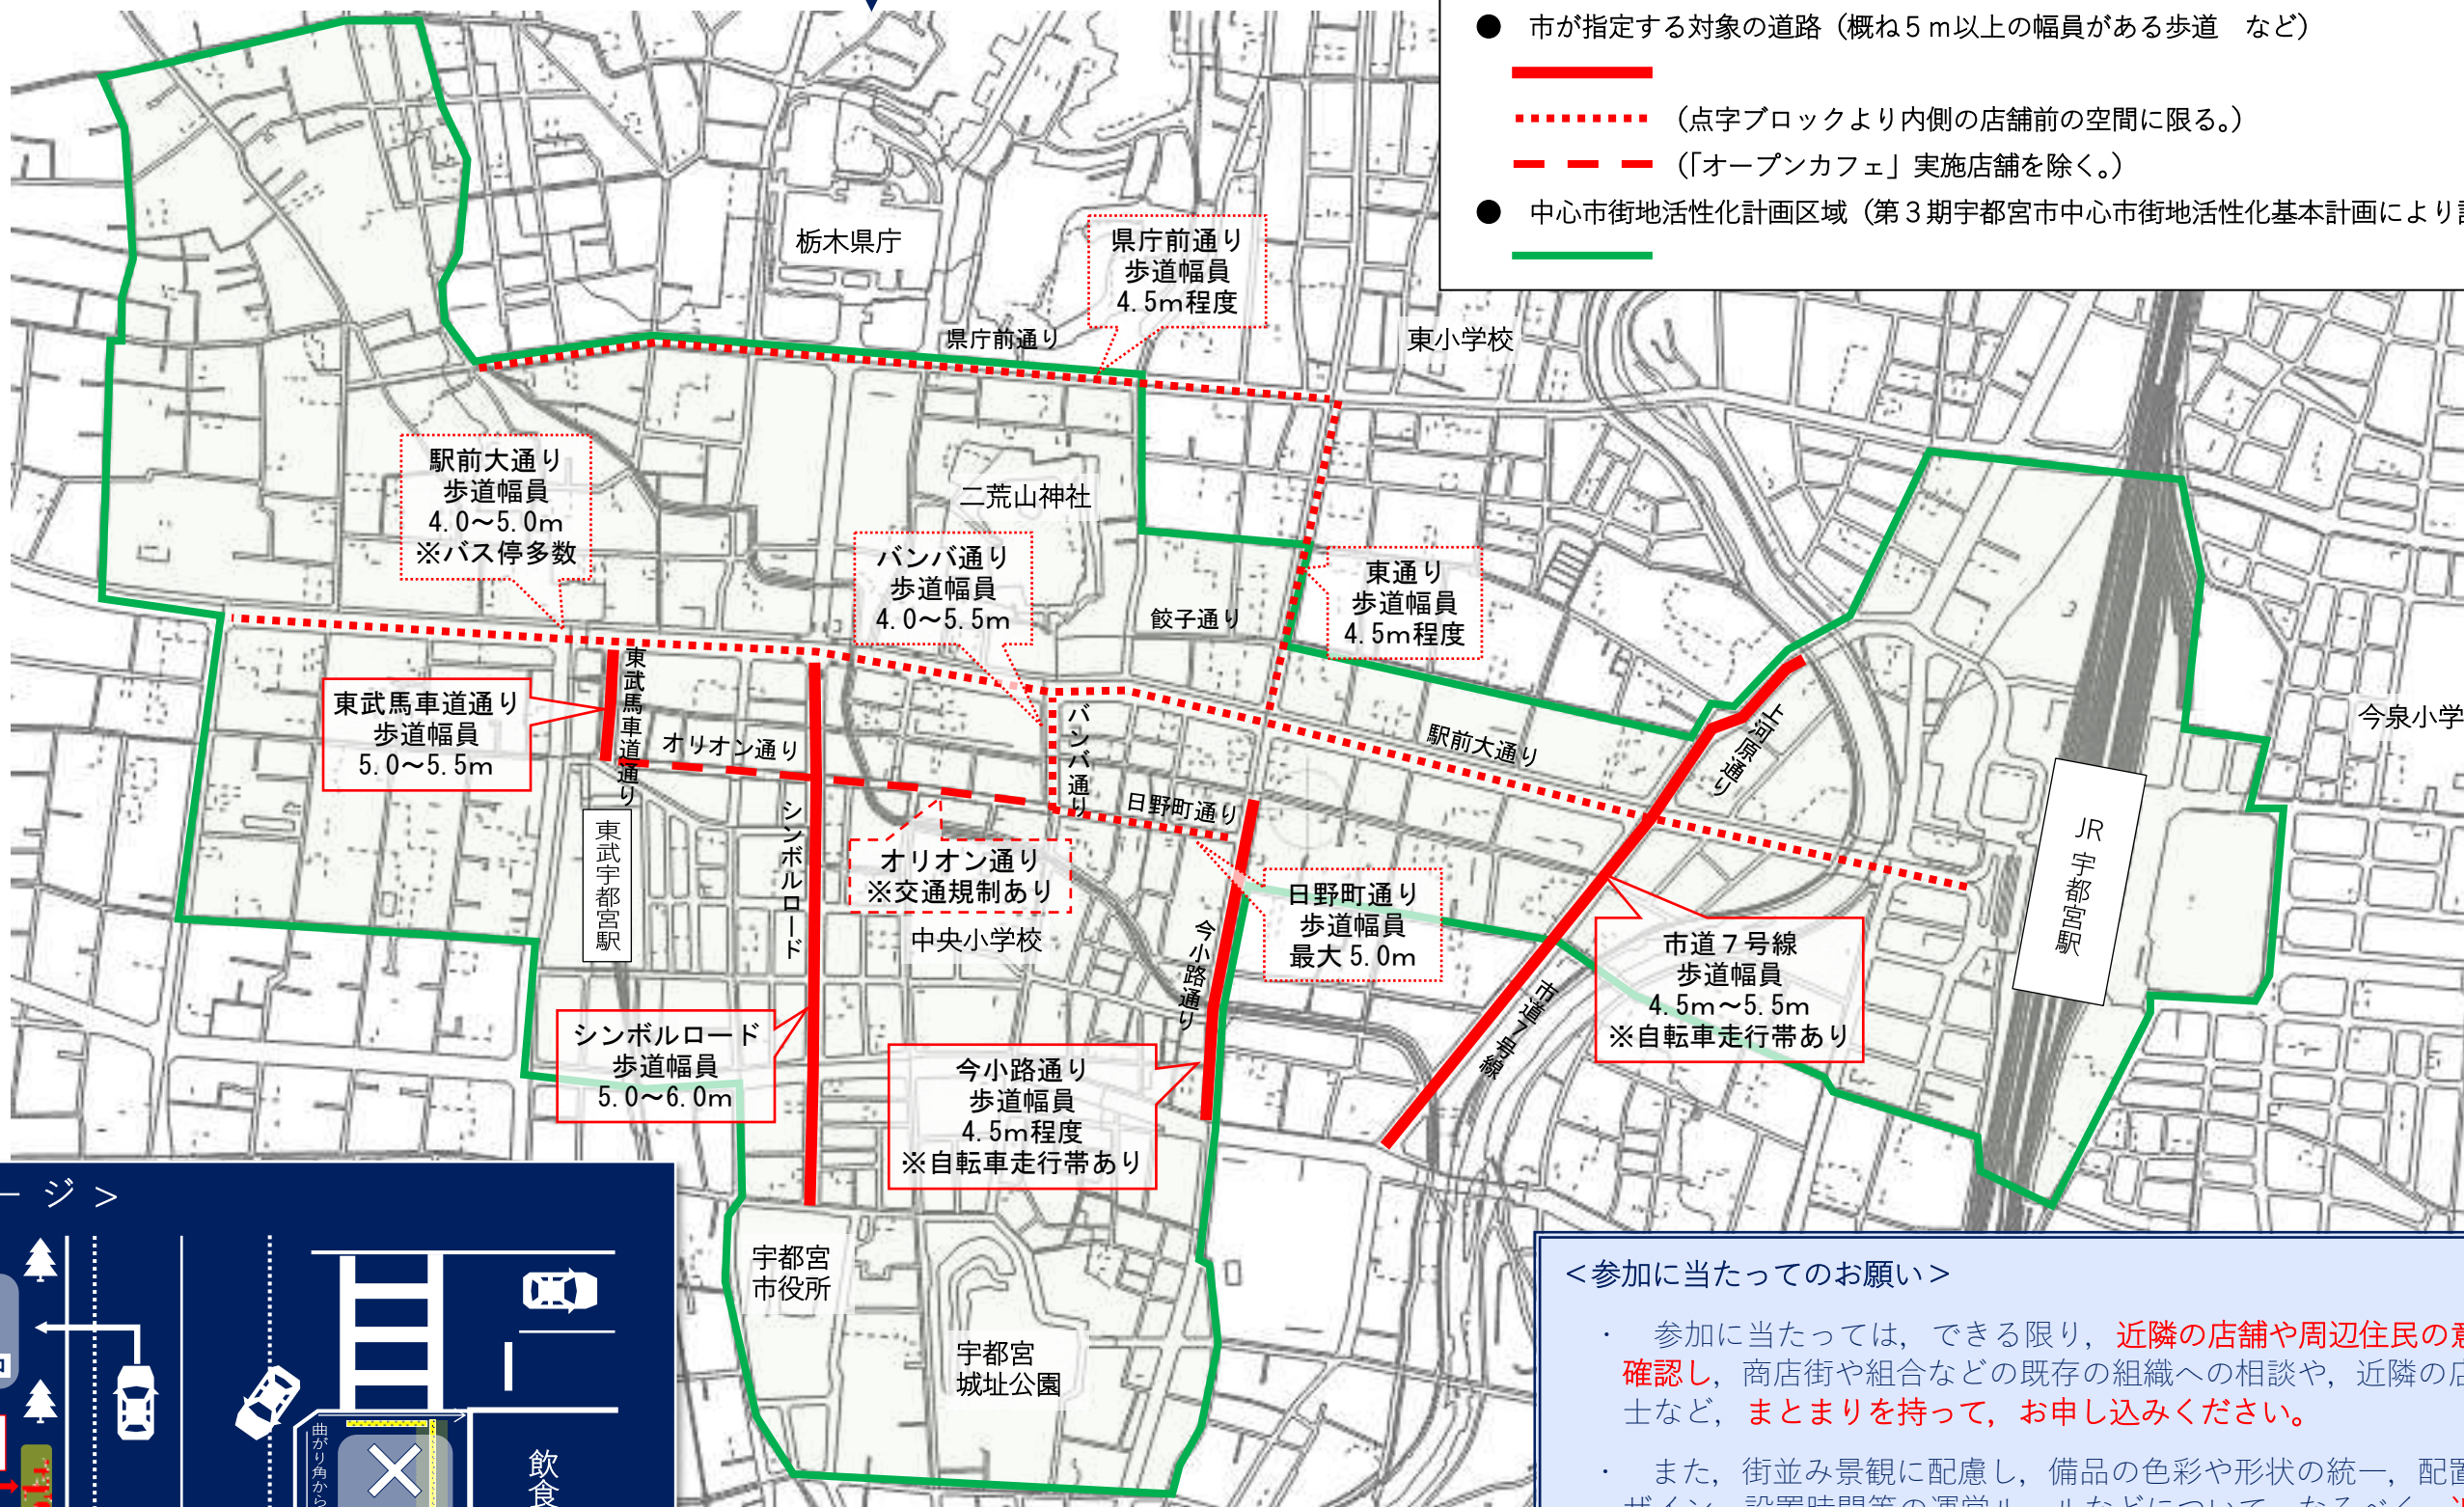 ● 市が指定する対象の道路（概ね５ｍ以上の幅員がある歩道　など）
（点字ブロックより内側の店舗前の空間に限る。）
（「オープンカフェ」実施店舗を除く。）
● 中心市街地活性化計画区域（第３期宇都宮市中心市街地活性化基本計画により
栃木県庁
県庁前通り
歩道幅員
4.5m程度
県庁前通り
東小学校
駅前大通り
歩道幅員
4.0～5.0m
※バス停多数
二荒山神社
バンバ通り
歩道幅員
4.0～5.5m
餃子通り
東通り
歩道幅員
4.5m程度
東武馬車道通り
歩道幅員
5.0～5.5m
東武馬車道通り
オリオン通り
バンバ通り
日野町通り
駅前大通り
上河原通り
今泉小学
シンボルロード
東武宇都宮駅
オリオン通り
※交通規制あり
中央小学校
今小路通り
日野町通り
歩道幅員
最大 5.0m
市道７号線
歩道幅員
4.5m～5.5m
※自転車走行帯あり
JR 宇都宮駅
市道７号線
シンボルロード
歩道幅員
5.0～6.0m
今小路通り
歩道幅員
4.5m程度
※自転車走行帯あり
宇都宮
市役所
宇都宮
城址公園
ージ＞
曲がり角から
飲食
＜参加に当たってのお願い＞
・　参加に当たっては，できる限り，近隣の店舗や周辺住民の
確認し，商店街や組合などの既存の組織への相談や，近隣の
士など，まとまりを持って，お申し込みください。
・　また，街並み景観に配慮し，備品の色彩や形状の統一，配置